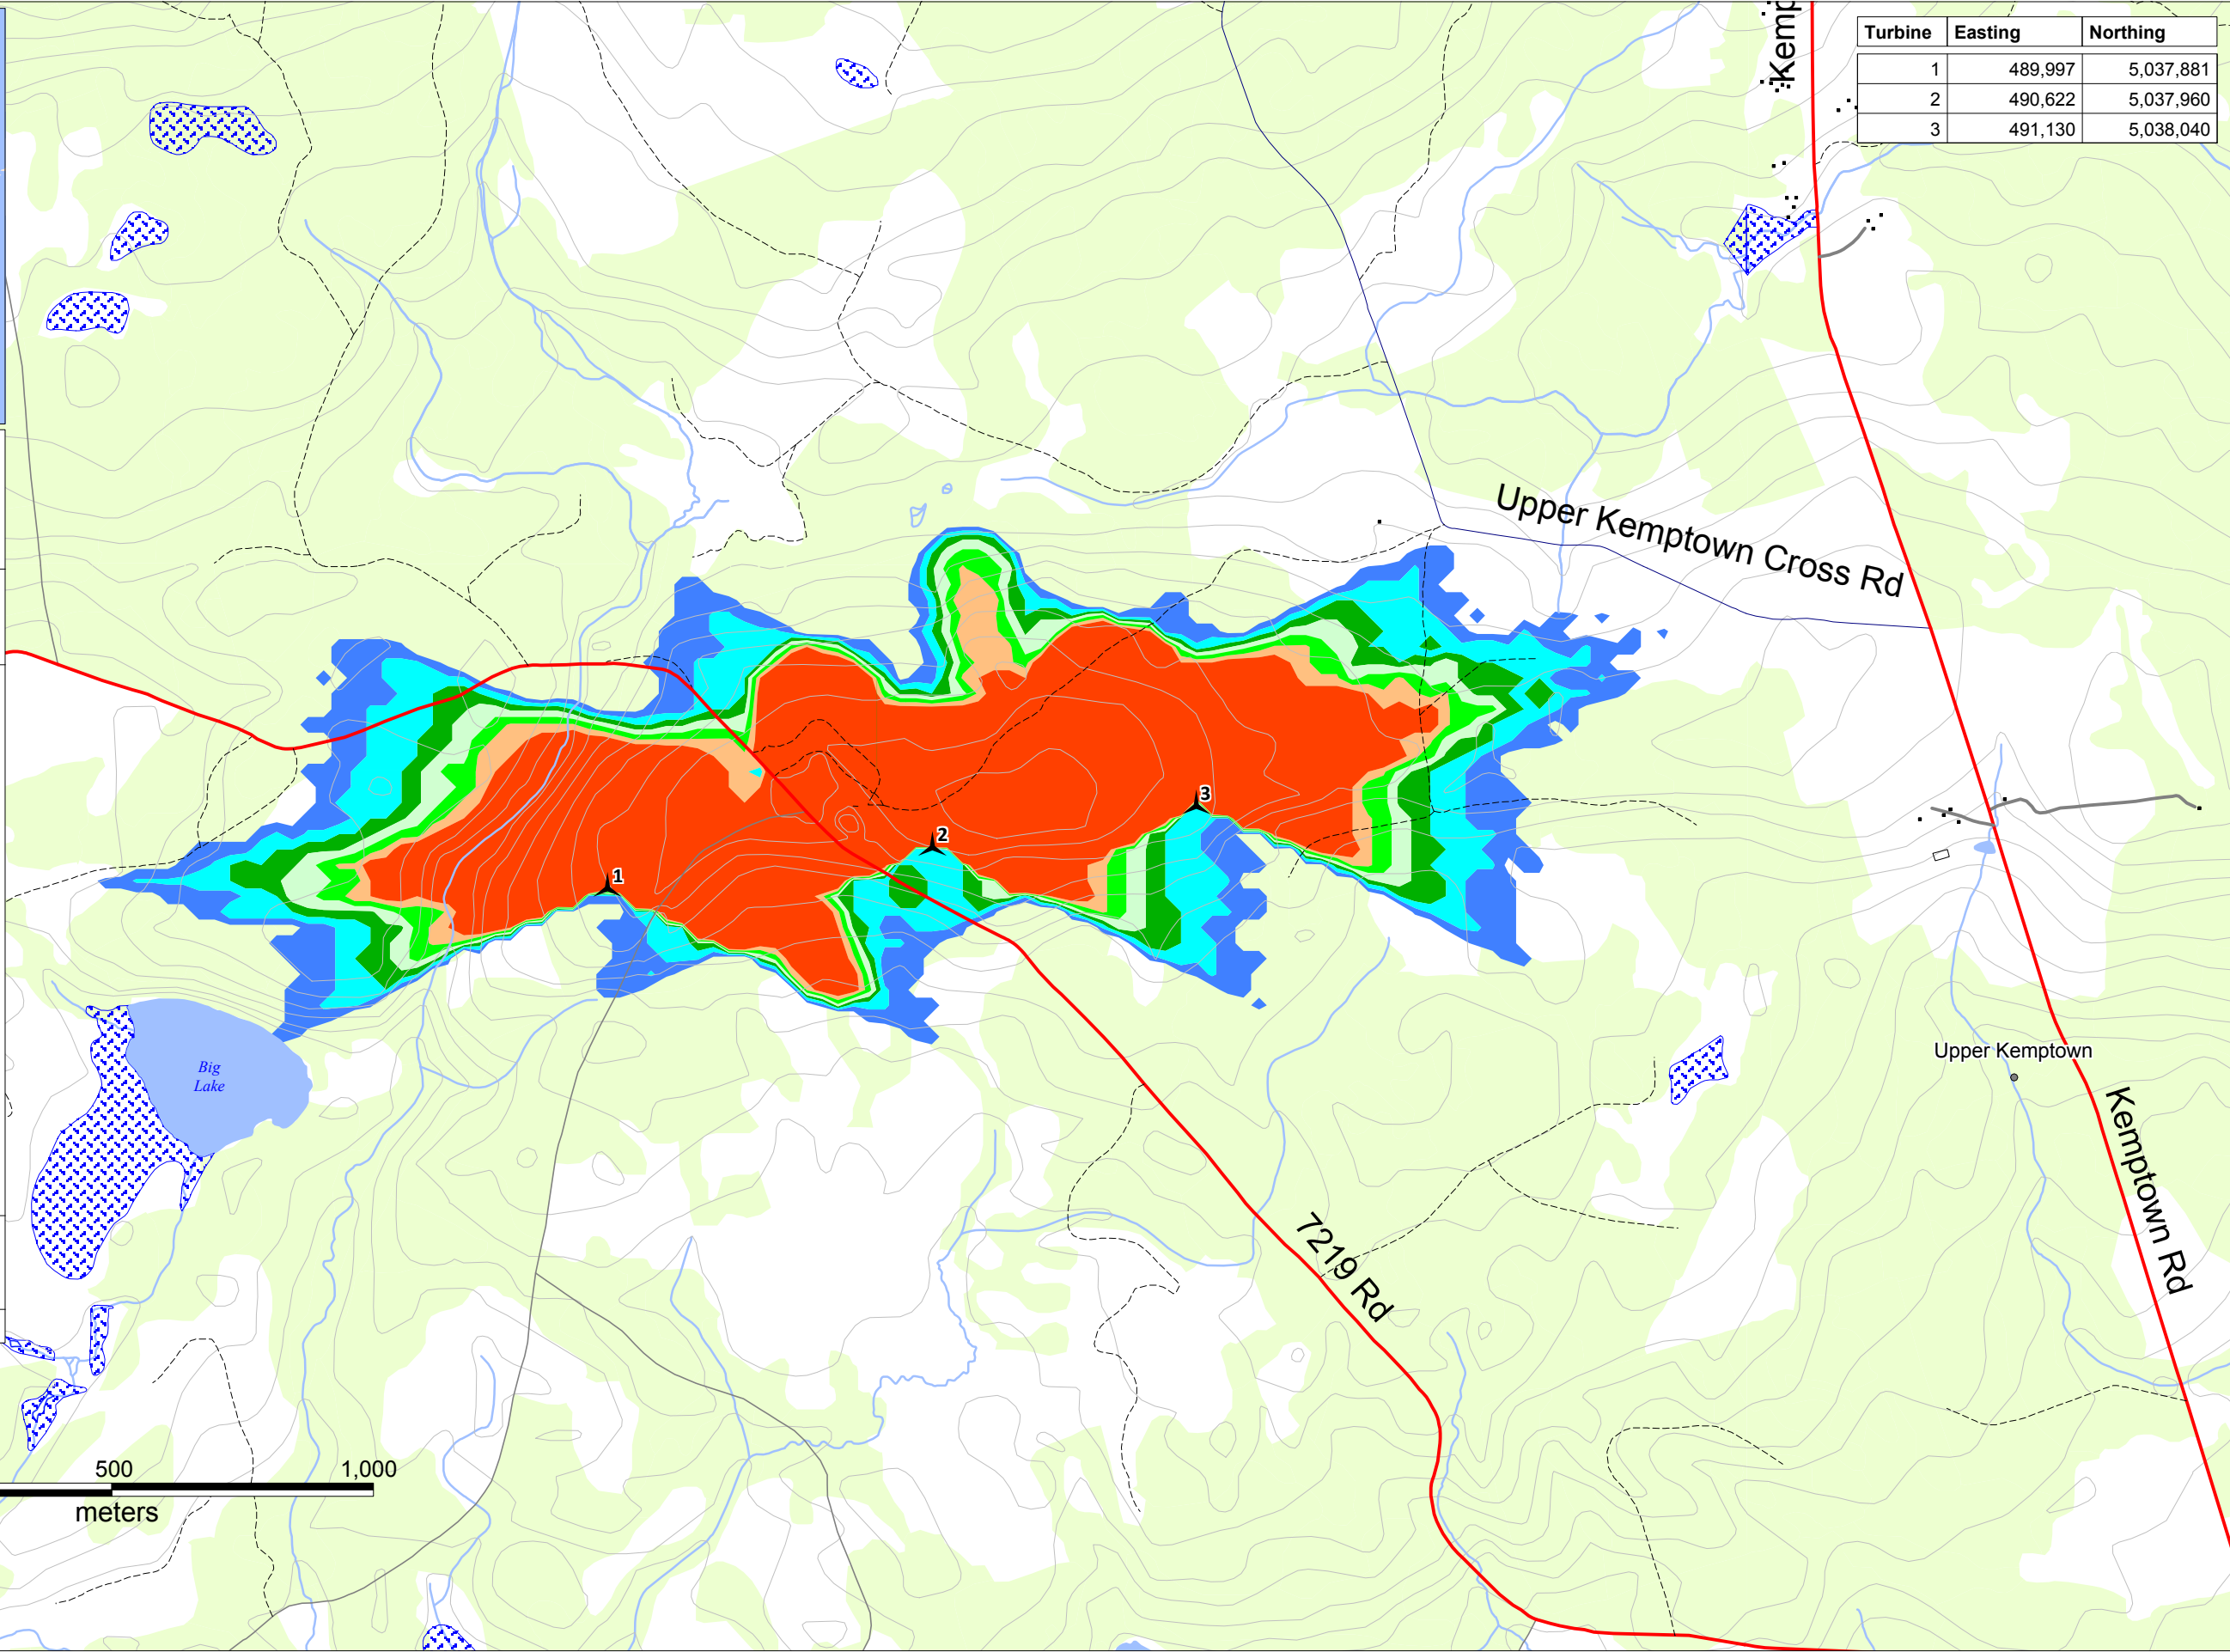 Kemp
Turbine Easting Northing
1 489,997 5,037,881
2 490,622 5,037,960
3 491,130 5,038,040
Upper Kemptown Cross Rd
3
2
1
Big
Lake
Upper Kemptown
Kemptown Rd
7219 Rd
500 1,000
meters